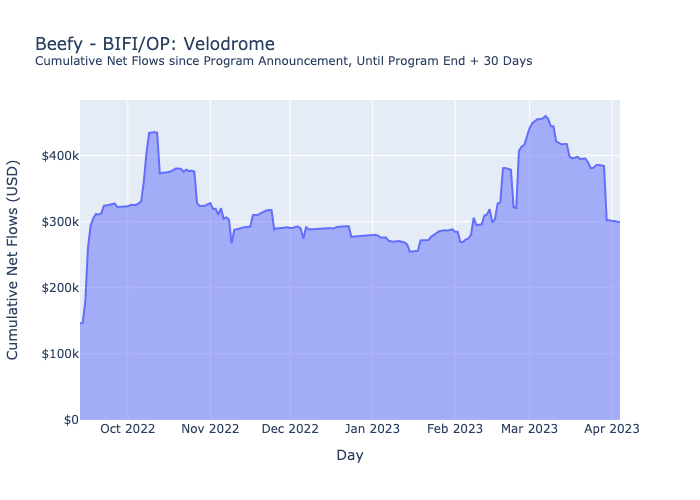 Beefy - BIFI/OP: Velodrome
Cumulative Net Flows since Program Announcement, Until Program End + 30 Days
Cumulative Net Flows (USD)
$400k
$300k
$200k
$100k
$0
Oct 2022
Nov 2022
Dec 2022
Jan 2023
Feb 2023
Mar 2023
Apr 2023
Day